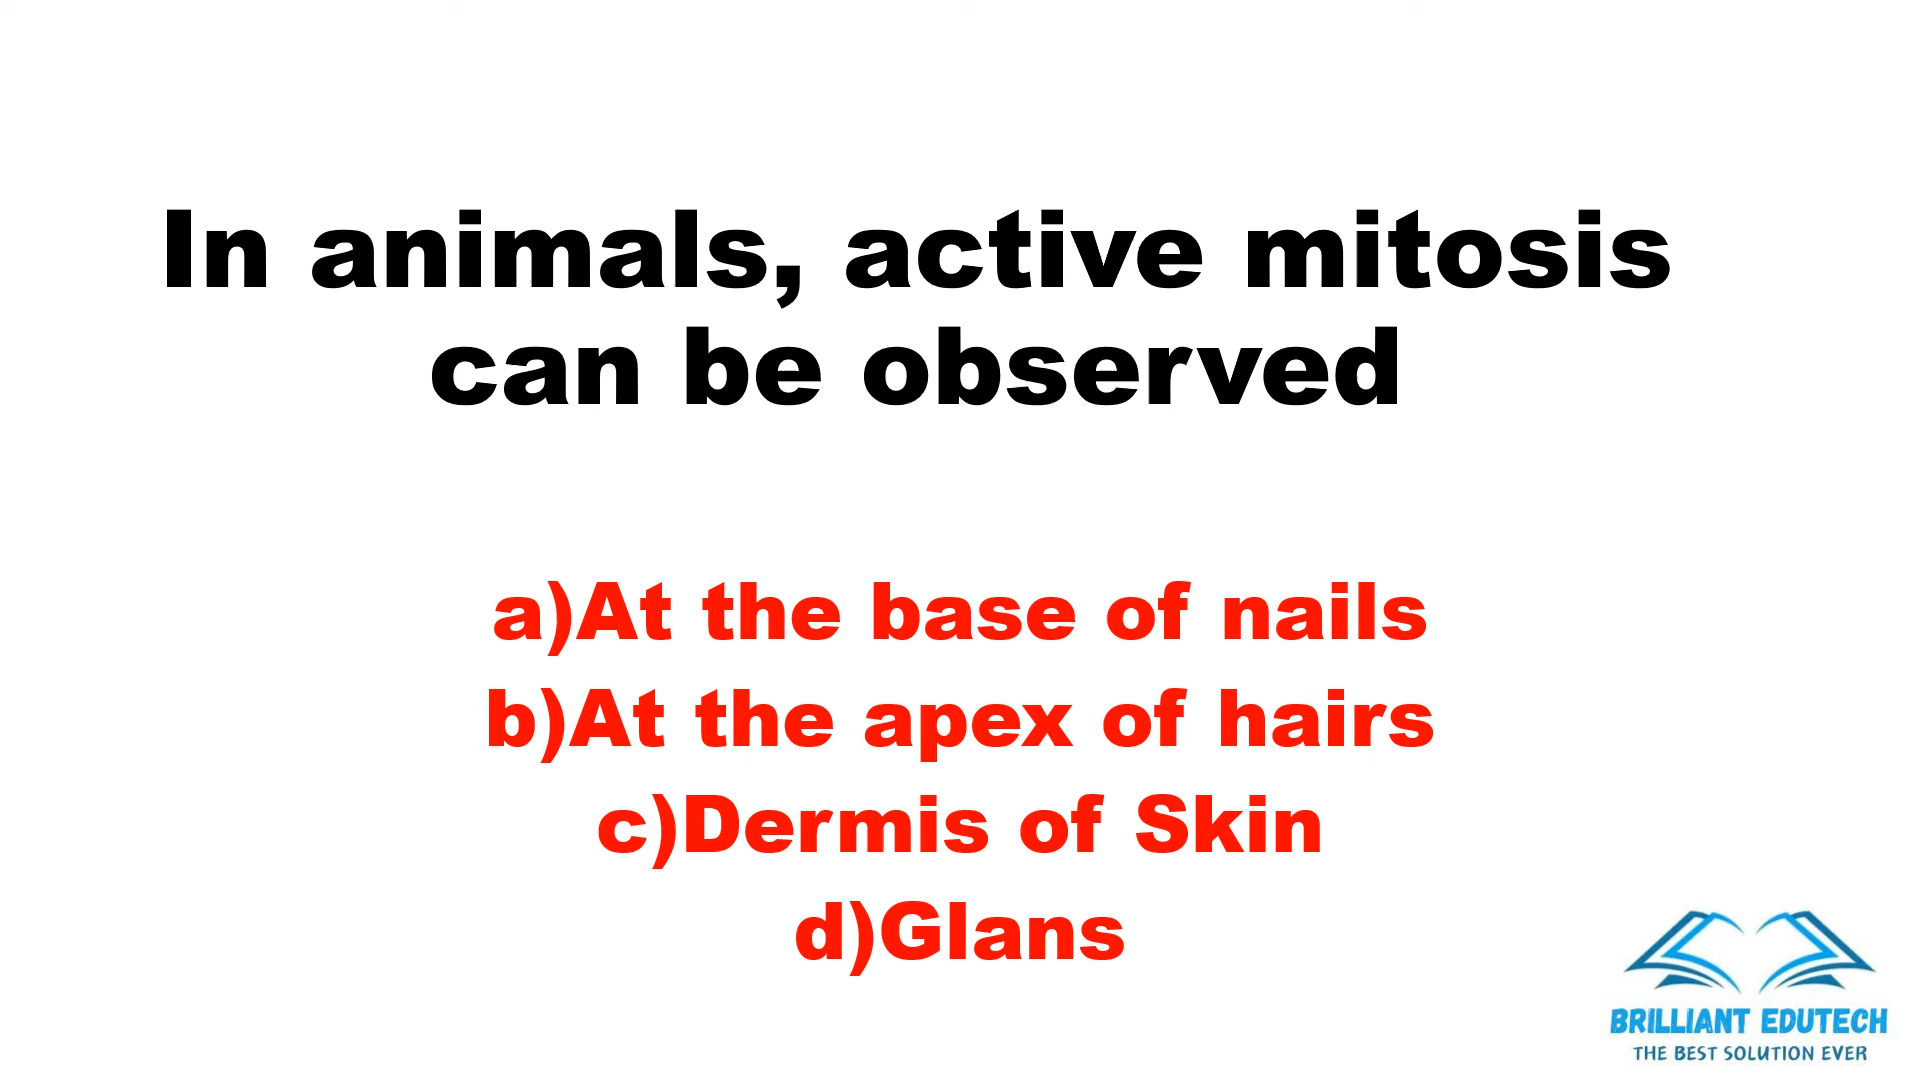 In animals, active mitosis
can be observed
a)At the base of nails
b)At the apex of hairs
c)Dermis of Skin
d)Glans
BRILLIANT EDUTECH
THE BEST SOLUTION EVER